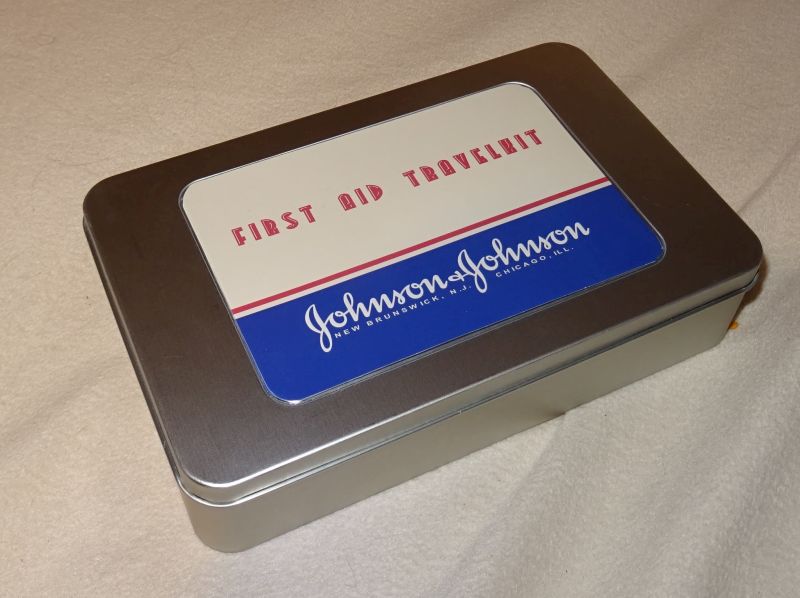 FIRST AID TRAVELKIT
Johnson & Johnson
NEW BRUNSWICK, N.J. CHICAGO, ILL.